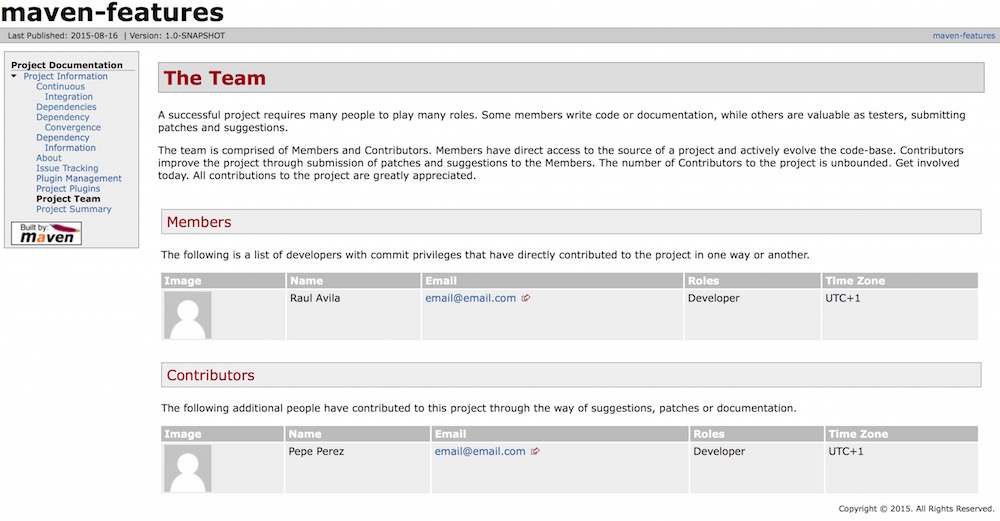 maven-features
Last Published: 2015-08-16 | Version: 1.0-SNAPSHOT
maven-features
Project Documentation
Project Information
Continuous
Integration
Dependencies
Dependency
Convergence
Dependency
Information
About
Issue Tracking
Plugin Management
Project Plugins
Project Team
Project Summary
Built by:
maven
The Team
A successful project requires many people to play many roles. Some members write code or documentation, while others are valuable as testers, submitting
patches and suggestions.
The team is comprised of Members and Contributors. Members have direct access to the source of a project and actively evolve the code-base. Contributors
improve the project through submission of patches and suggestions to the Members. The number of Contributors to the project is unbounded. Get involved
today. All contributions to the project are greatly appreciated.
Members
The following is a list of developers with commit privileges that have directly contributed to the project in one way or another.
Image Name Email Roles Time Zone
Raul Avila email@email.com Developer UTC+1
Contributors
The following additional people have contributed to this project through the way of suggestions, patches or documentation.
Image Name Email Roles Time Zone
Pepe Perez email@email.com Developer UTC+1
Copyright © 2015. All Rights Reserved.